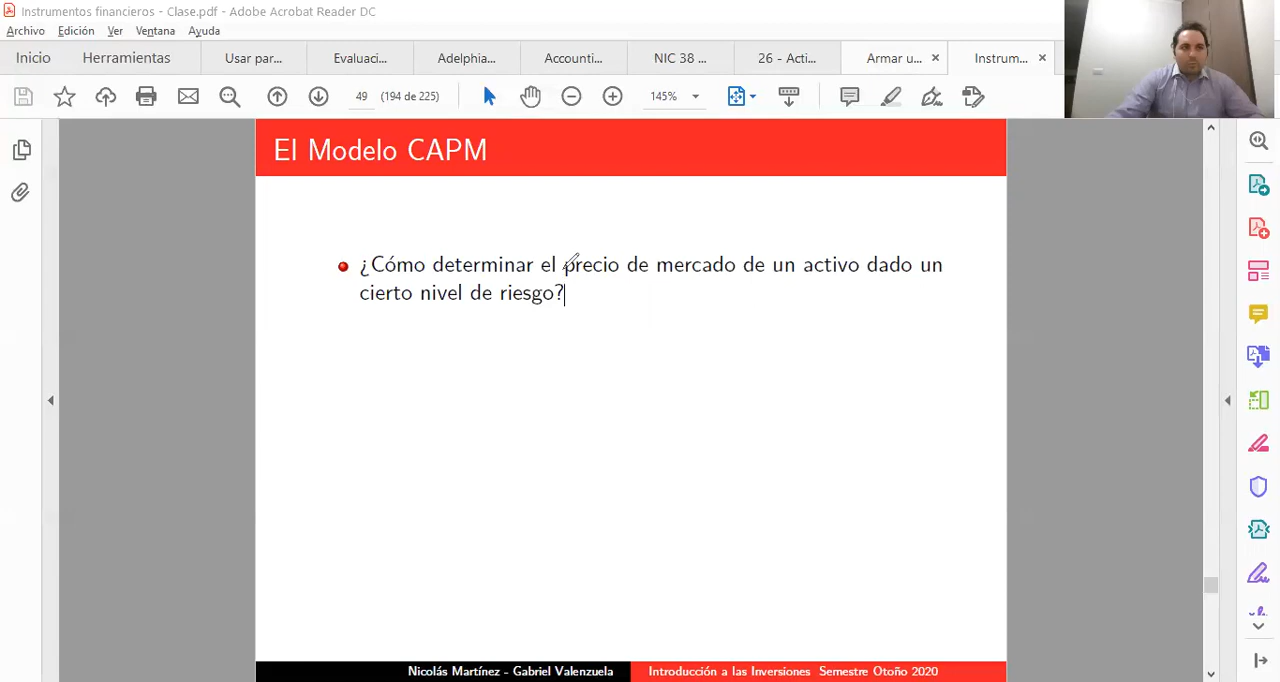 Instrumentos financieros - Clase.pdf - Adobe Acrobat Reader DC
Archivo Edición Ver Ventana Ayuda
Inicio Herramientas Usar par... Evaluaci... Adelphia... Accounti... NIC 38 ... 26 - Acti... Armar u... × Instrum... ×
49 (194 de 225) 145%
El Modelo CAPM
¿Cómo determinar el precio de mercado de un activo dado un
cierto nivel de riesgo?
Nicolás Martínez - Gabriel Valenzuela Introducción a las Inversiones Semestre Otoño 2020